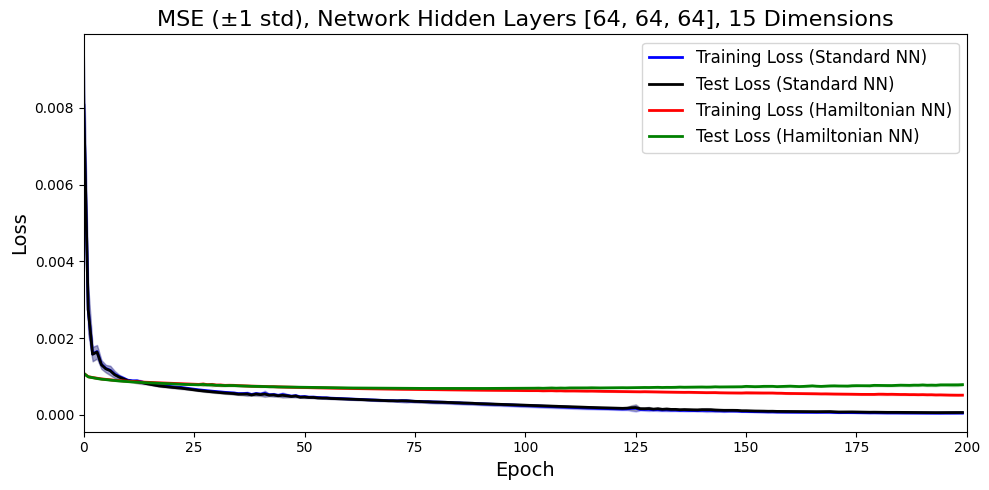 MSE (±1 std), Network Hidden Layers [64, 64, 64], 15 Dimensions
Training Loss (Standard NN)
Test Loss (Standard NN)
Training Loss (Hamiltonian NN)
Test Loss (Hamiltonian NN)
Loss
0.008
0.006
0.004
0.002
0.000
0 25 50 75 100 125 150 175 200
Epoch